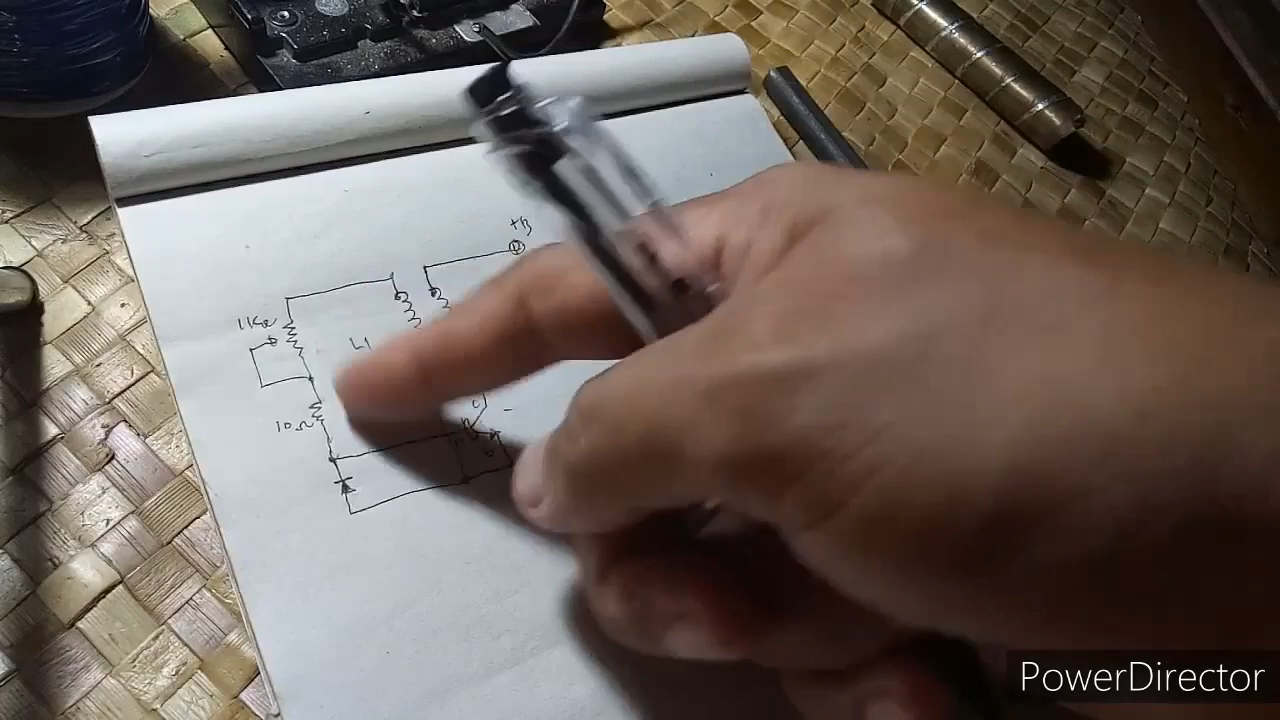 +B
1KΩ
L1
C
B
10Ω
PowerDirector